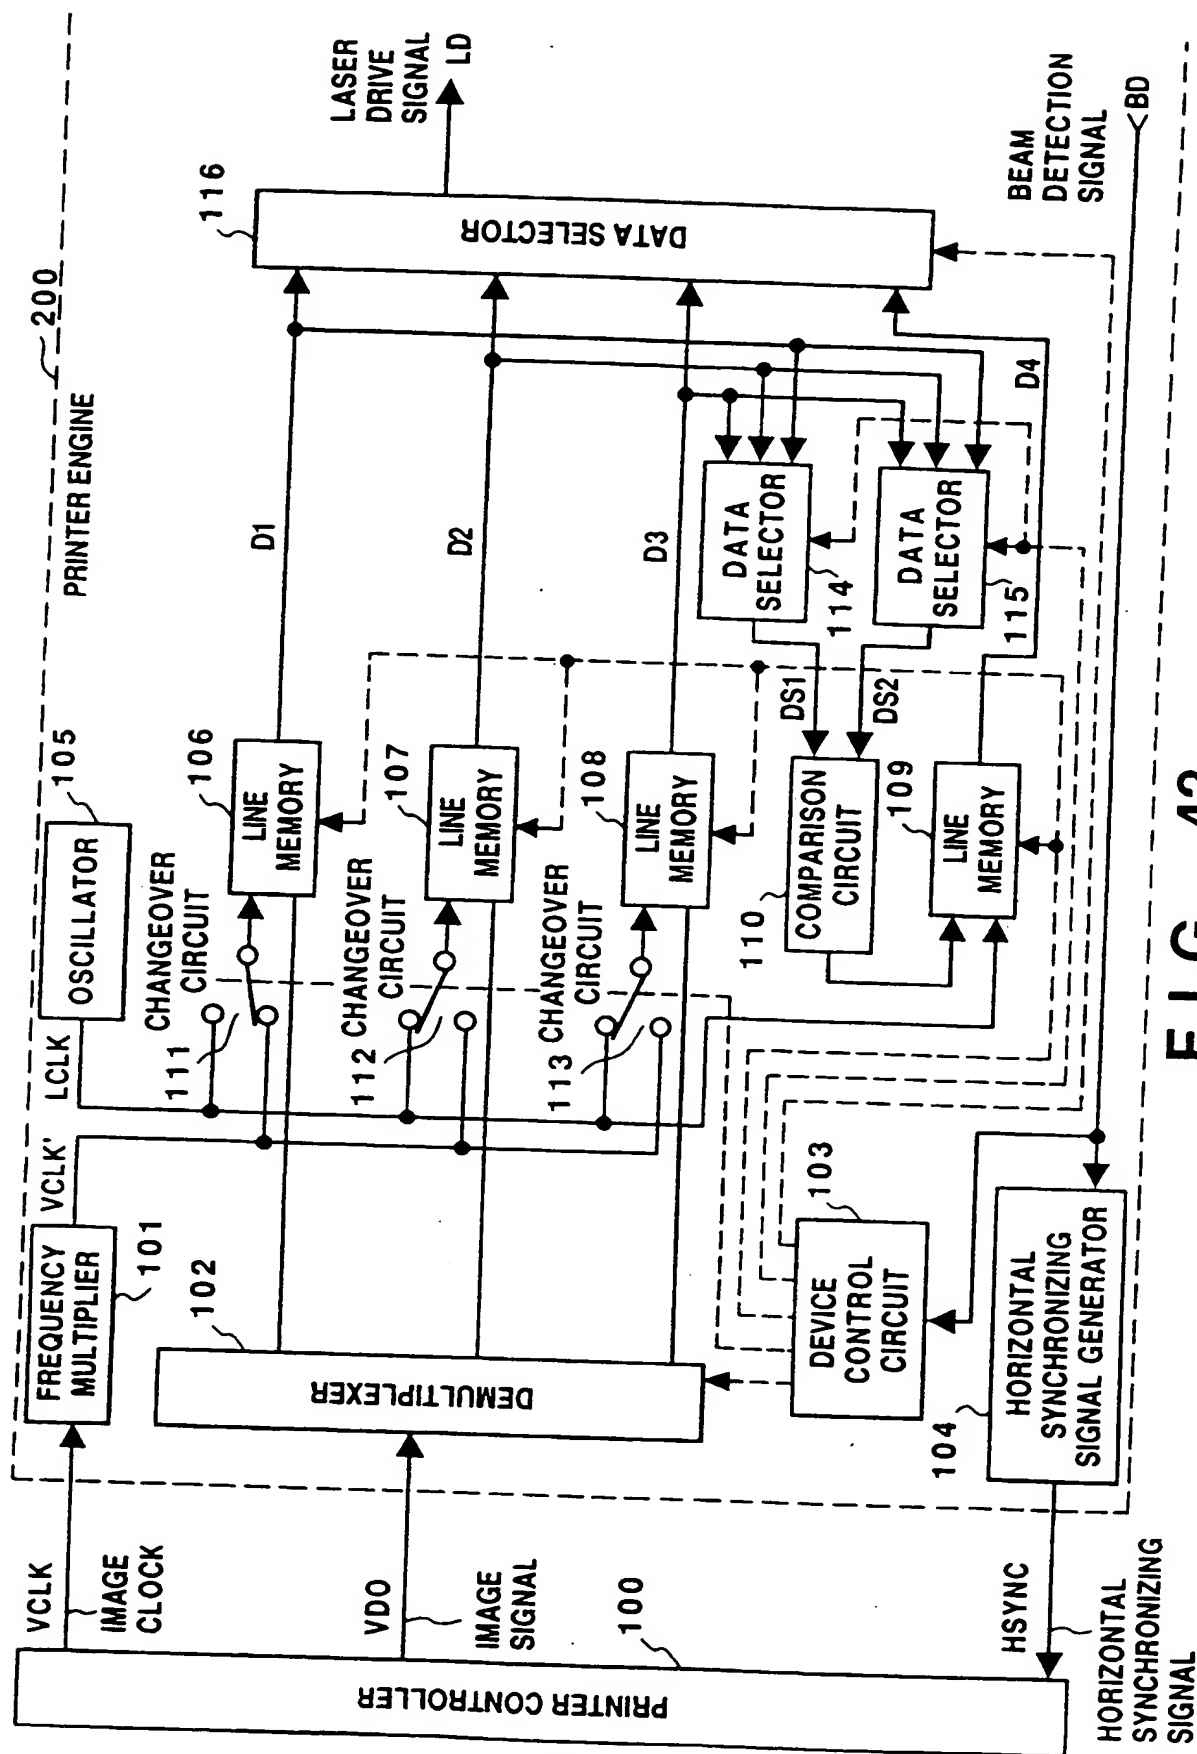 200
PRINTER ENGINE
VCLK
IMAGE
CLOCK
FREQUENCY
MULTIPLIER
101
VCLK'
LCLK
OSCILLATOR
105
VDO
IMAGE
SIGNAL
100
PRINTER CONTROLLER
DEMULTIPLEXER
102
CHANGEOVER
CIRCUIT
111
LINE
MEMORY
106
D1
CHANGEOVER
CIRCUIT
112
LINE
MEMORY
107
D2
CHANGEOVER
CIRCUIT
113
LINE
MEMORY
108
D3
DATA SELECTOR
116
LASER
DRIVE
SIGNAL
LD
DATA
SELECTOR
114
DATA
SELECTOR
115
DS1
DS2
COMPARISON
CIRCUIT
110
LINE
MEMORY
109
D4
DEVICE
CONTROL
CIRCUIT
103
HORIZONTAL
SYNCHRONIZING
SIGNAL GENERATOR
104
HSYNC
HORIZONTAL
SYNCHRONIZING
SIGNAL
BEAM
DETECTION
SIGNAL
BD